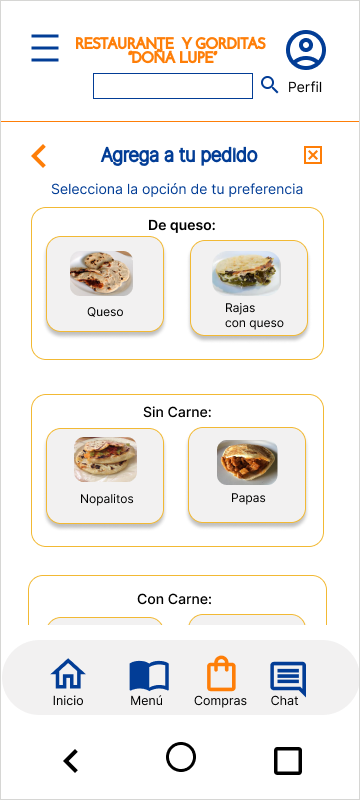 RESTAURANTE Y GORDITAS
"DOÑA LUPE"
Perfil
Agrega a tu pedido
Selecciona la opción de tu preferencia
De queso:
Queso
Rajas
con queso
Sin Carne:
Nopalitos
Papas
Con Carne:
Inicio
Menú
Compras
Chat